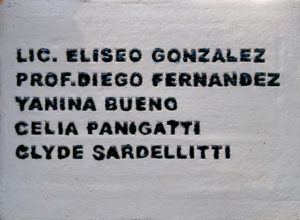 LIC. ELISEO GONZALEZ
PROF.DIEGO FERNANDEZ
YANINA BUENO
CELIA PANIGATTI
CLYDE SARDELLITTI